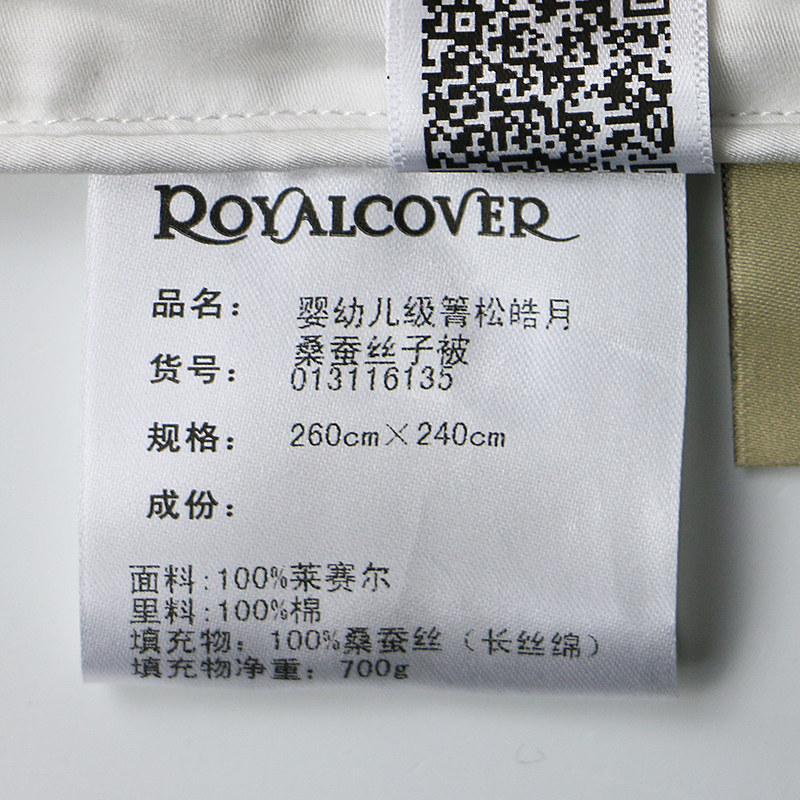 ROYALCOVER
品名： 婴幼儿级箐松皓月
桑蚕丝子被
货号： 013116135
规格： 260cm×240cm
成份：
面料:100%莱赛尔
里料:100%棉
填充物：100%桑蚕丝（长丝绵）
填充物净重：700g